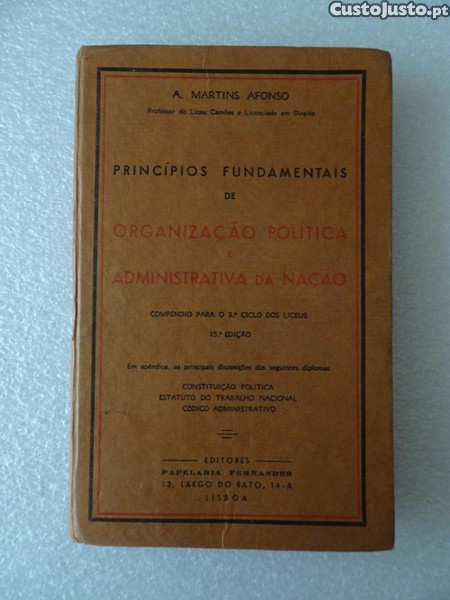 CustoJusto.pt
A. MARTINS AFONSO
Professor do Liceu Camões e Licenciado em Direito
PRINCÍPIOS FUNDAMENTAIS
DE
ORGANIZAÇÃO POLÍTICA
E
ADMINISTRATIVA DA NAÇÃO
COMPÊNDIO PARA O 3.º CICLO DOS LICEUS
15.ª EDIÇÃO
Em apêndice, as principais disposições dos seguintes diplomas
CONSTITUIÇÃO POLÍTICA
ESTATUTO DO TRABALHO NACIONAL
CÓDIGO ADMINISTRATIVO
EDITORES
PAPELARIA FERNANDES
13, LARGO DO RATO, 14-A
LISBOA